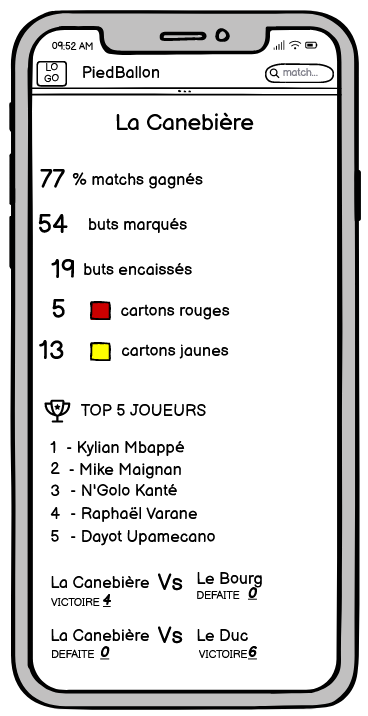 09:52 AM
LO
GO
PiedBallon
match...
La Canebière
77 % matchs gagnés
54 buts marqués
19 buts encaissés
5 cartons rouges
13 cartons jaunes
TOP 5 JOUEURS
1 - Kylian Mbappé
2 - Mike Maignan
3 - N'Golo Kanté
4 - Raphaël Varane
5 - Dayot Upamecano
La Canebière Vs Le Bourg
VICTOIRE 4 DEFAITE 0
La Canebière Vs Le Duc
DEFAITE 0 VICTOIRE 6